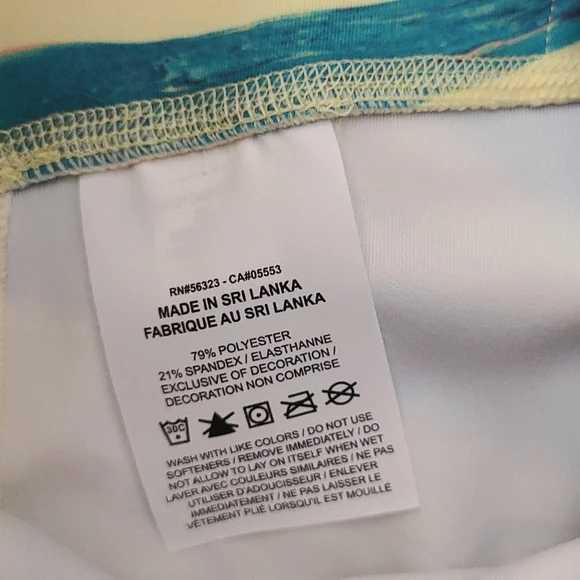 RN#56323 - CA#05553
MADE IN SRI LANKA
FABRIQUE AU SRI LANKA
79% POLYESTER
21% SPANDEX / ELASTHANNE
EXCLUSIVE OF DECORATION /
DECORATION NON COMPRISE
30C
WASH WITH LIKE COLORS / DO NOT USE
SOFTENERS / REMOVE IMMEDIATELY / DO
NOT ALLOW TO LAY ON ITSELF WHEN WET
LAVER AVEC COULEURS SIMILAIRES / NE PAS
UTILISER D'ADOUCISSEUR / ENLEVER
IMMEDIATEMENT / NE PAS LAISSER LE
VÊTEMENT PLIÉ LORSQU'IL EST MOUILLÉ